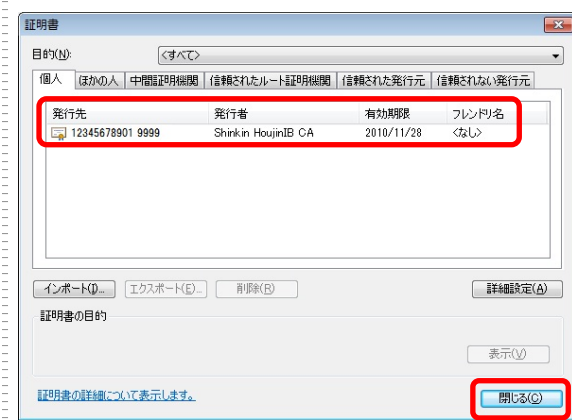 証明書
目的(N): <すべて>
個人 ほかの人 中間証明機関 信頼されたルート証明機関 信頼された発行元 信頼されない発行元
発行先 発行者 有効期限 フレンドリ名
12345678901 9999 Shinkin HoujinIB CA 2010/11/28 <なし>
インポート(I)... エクスポート(E)... 削除(R) 詳細設定(A)
証明書の目的
表示(V)
証明書の詳細について表示します。
閉じる(C)